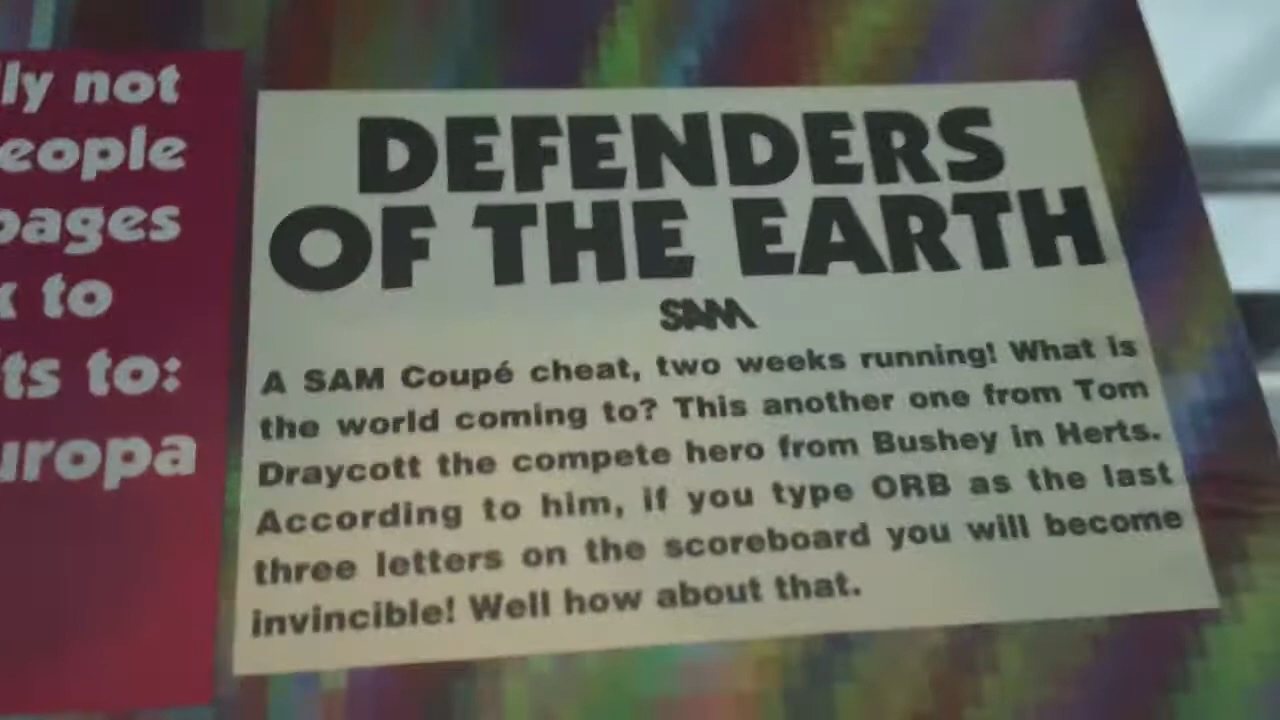 lly not
eople
pages
k to
ts to:
uropa
DEFENDERS
OF THE EARTH
SAM
A SAM Coupé cheat, two weeks running! What is
the world coming to? This another one from Tom
Draycott the compete hero from Bushey in Herts.
According to him, if you type ORB as the last
three letters on the scoreboard you will become
invincible! Well how about that.